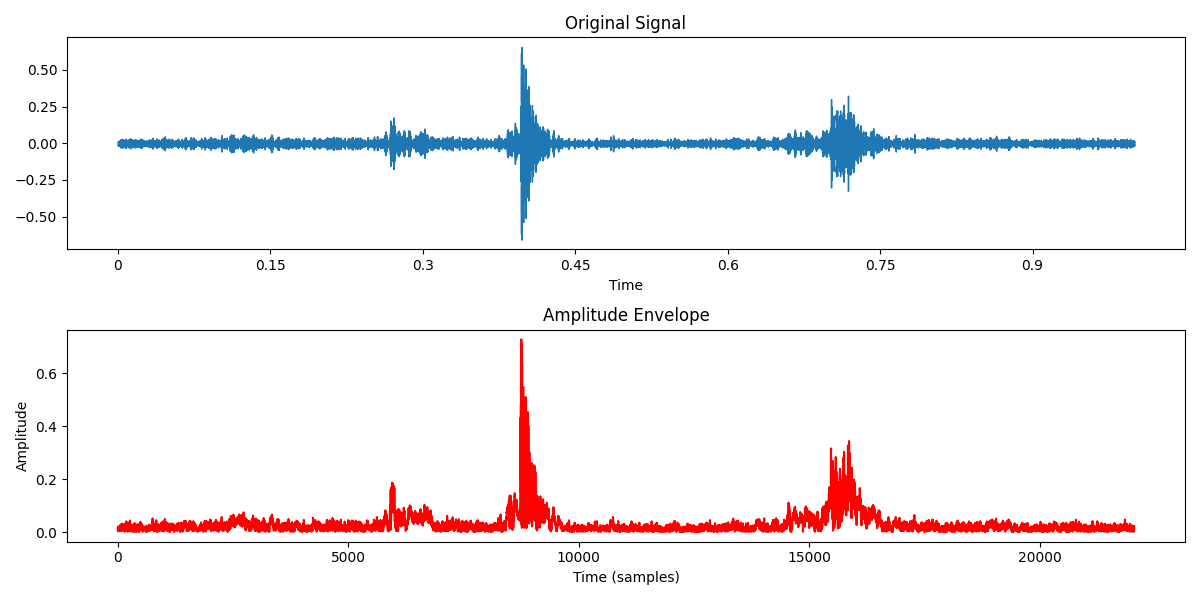 Original Signal
0.50
0.25
0.00
−0.25
−0.50
0 0.15 0.3 0.45 0.6 0.75 0.9
Time
Amplitude Envelope
Amplitude
0.6
0.4
0.2
0.0
0 5000 10000 15000 20000
Time (samples)